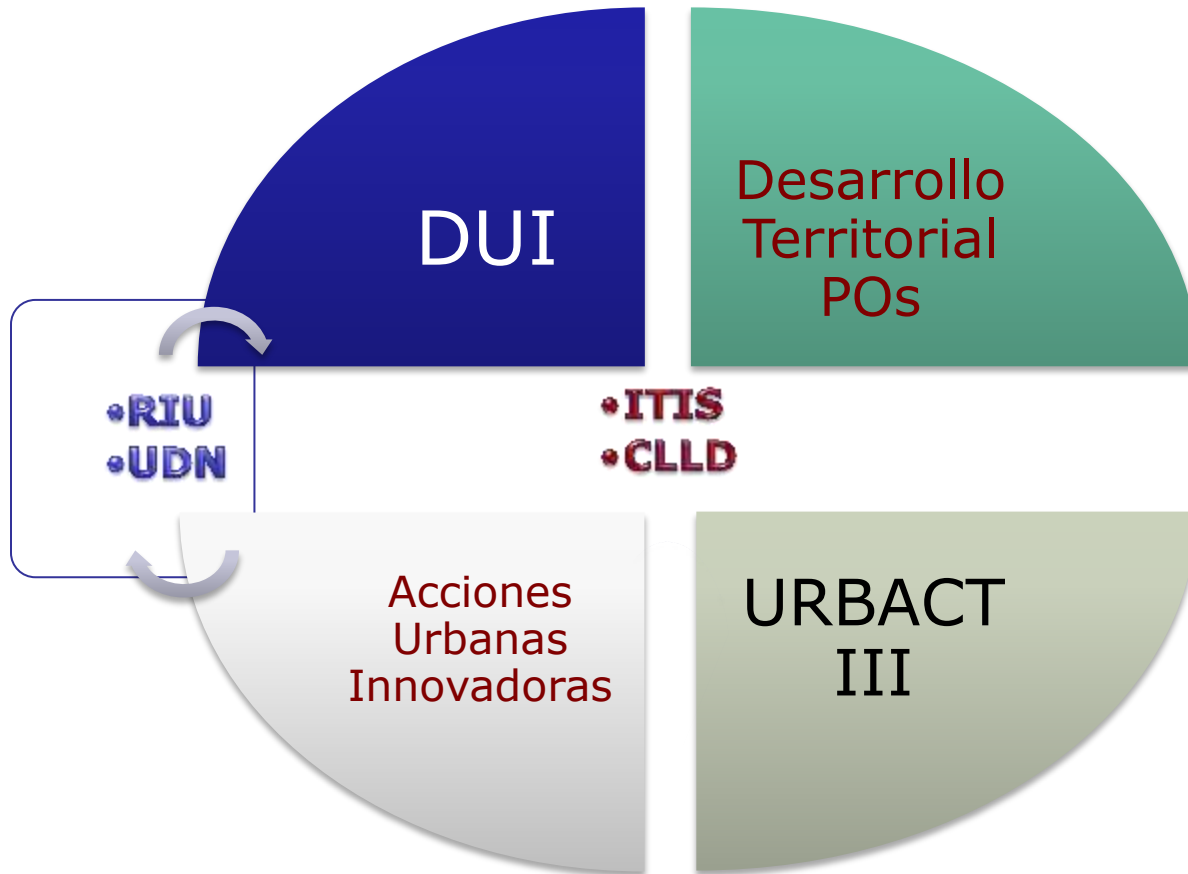 DUI
Desarrollo
Territorial
POs
•RIU
•UDN
•ITIS
•CLLD
Acciones
Urbanas
Innovadoras
URBACT
III